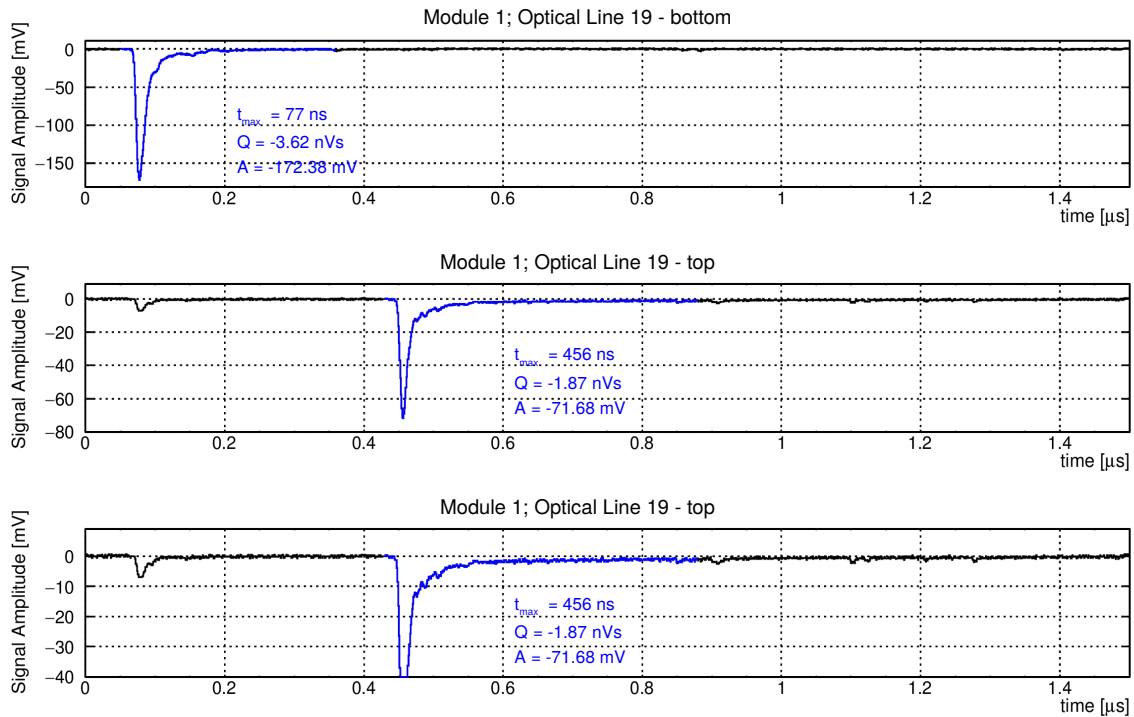 Module 1; Optical Line 19 - bottom
Signal Amplitude [mV]
0
−50
−100
−150
t_max. = 77 ns
Q = -3.62 nVs
A = -172.38 mV
0 0.2 0.4 0.6 0.8 1 1.2 1.4
time [μs]
Module 1; Optical Line 19 - top
Signal Amplitude [mV]
0
−20
−40
−60
−80
t_max. = 456 ns
Q = -1.87 nVs
A = -71.68 mV
0 0.2 0.4 0.6 0.8 1 1.2 1.4
time [μs]
Module 1; Optical Line 19 - top
Signal Amplitude [mV]
0
−10
−20
−30
−40
t_max. = 456 ns
Q = -1.87 nVs
A = -71.68 mV
0 0.2 0.4 0.6 0.8 1 1.2 1.4
time [μs]